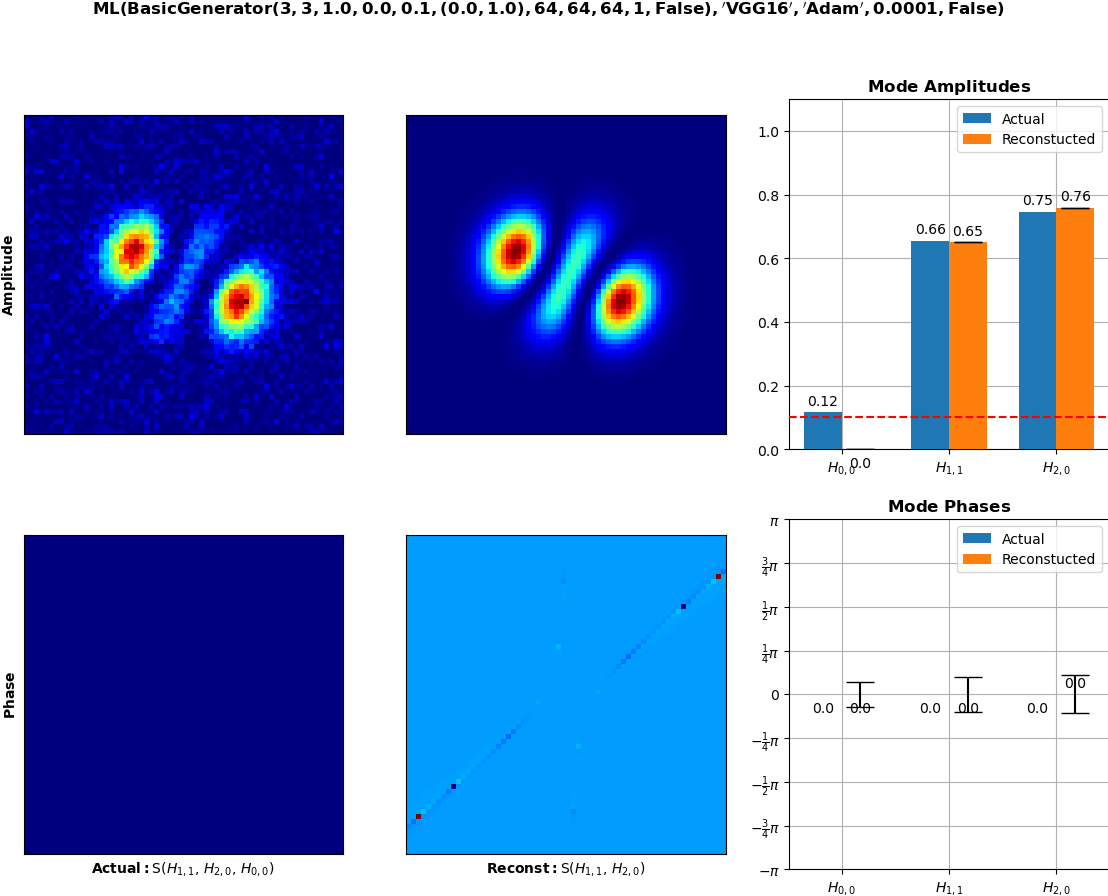 ML(BasicGenerator(3, 3, 1.0, 0.0, 0.1, (0.0, 1.0), 64, 64, 64, 1, False), ′VGG16′, ′Adam′, 0.0001, False)
Amplitude
Mode Amplitudes
Actual
Reconstucted
1.0
0.8
0.6
0.4
0.2
0.0
0.12
0.0
0.66
0.65
0.75
0.76
H0,0
H1,1
H2,0
Phase
Actual: S(H1,1, H2,0, H0,0)
Reconst: S(H1,1, H2,0)
Mode Phases
Actual
Reconstucted
π
3/4π
1/2π
1/4π
0
−1/4π
−1/2π
−3/4π
−π
0.0
0.0
0.0
0.0
0.0
0.0
H0,0
H1,1
H2,0